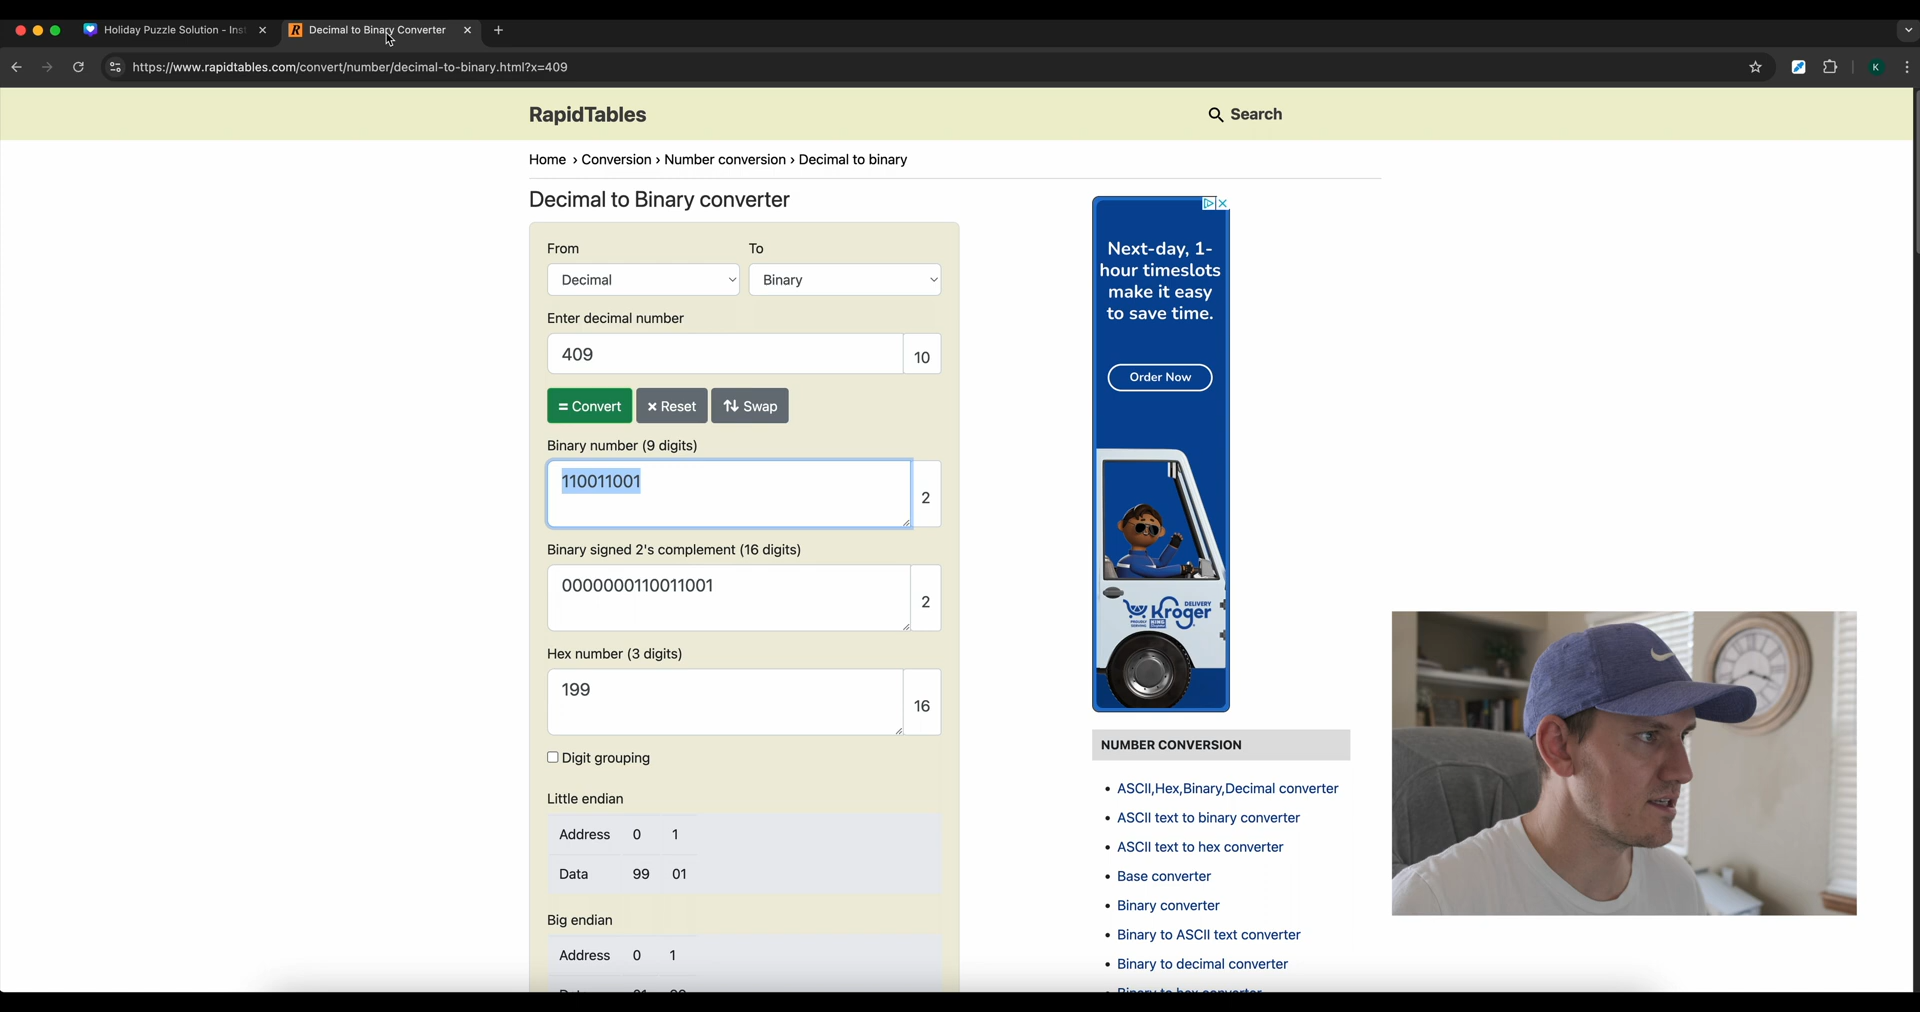 Holiday Puzzle Solution - Inst
Decimal to Binary Converter
https://www.rapidtables.com/convert/number/decimal-to-binary.html?x=409
K
RapidTables
Search
Home › Conversion › Number conversion › Decimal to binary
Decimal to Binary converter
From
To
Decimal
Binary
Enter decimal number
409
10
= Convert
× Reset
Swap
Binary number (9 digits)
110011001
2
Binary signed 2's complement (16 digits)
0000000110011001
2
Hex number (3 digits)
199
16
Digit grouping
Little endian
Address 0 1
Data 99 01
Big endian
Address 0 1
Next-day, 1-
hour timeslots
make it easy
to save time.
Order Now
DELIVERY
Kroger
NUMBER CONVERSION
• ASCII,Hex,Binary,Decimal converter
• ASCII text to binary converter
• ASCII text to hex converter
• Base converter
• Binary converter
• Binary to ASCII text converter
• Binary to decimal converter